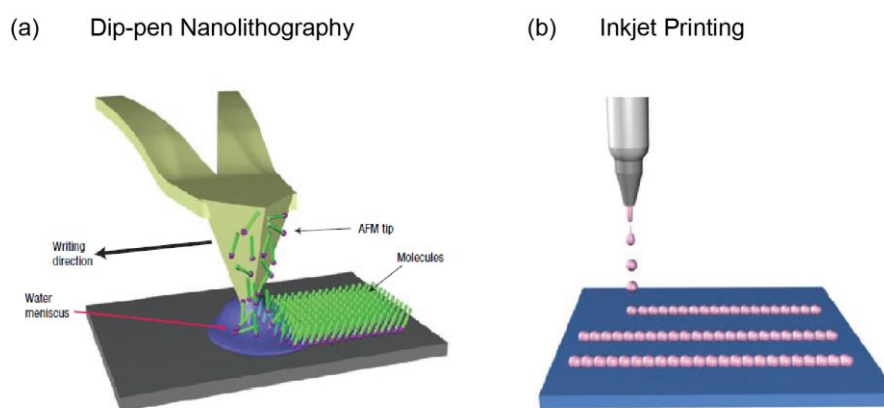 (a) Dip-pen Nanolithography
(b) Inkjet Printing
AFM tip
Writing
direction
Molecules
Water
meniscus